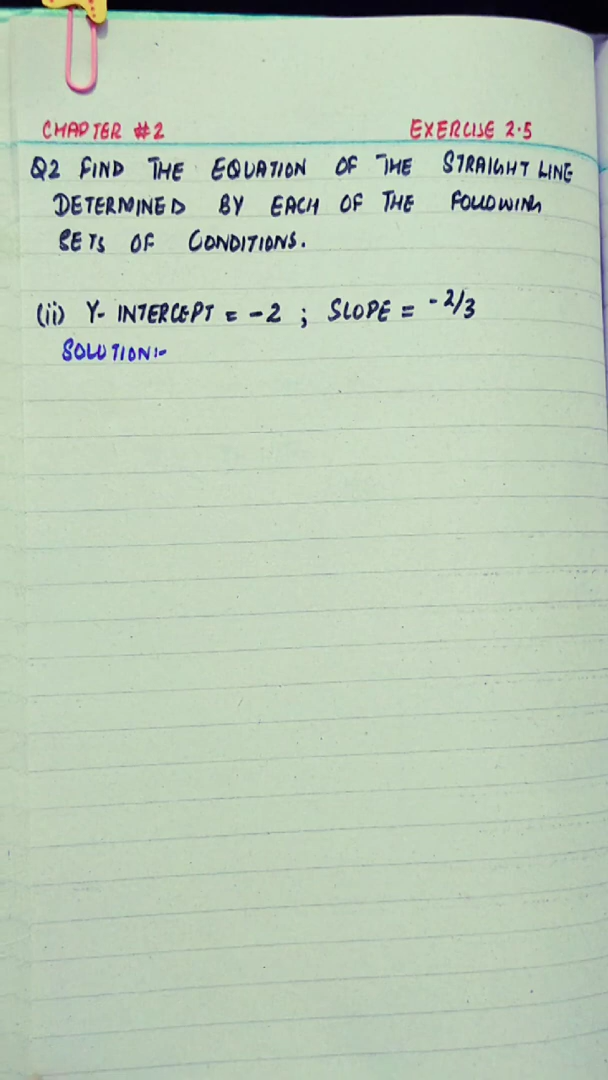 CHAPTER #2 EXERCISE 2.5
Q2 FIND THE EQUATION OF THE STRAIGHT LINE
DETERMINED BY EACH OF THE FOLLOWING
SETS OF CONDITIONS.
(ii) Y-INTERCEPT = -2 ; SLOPE = -2/3
SOLUTION:-